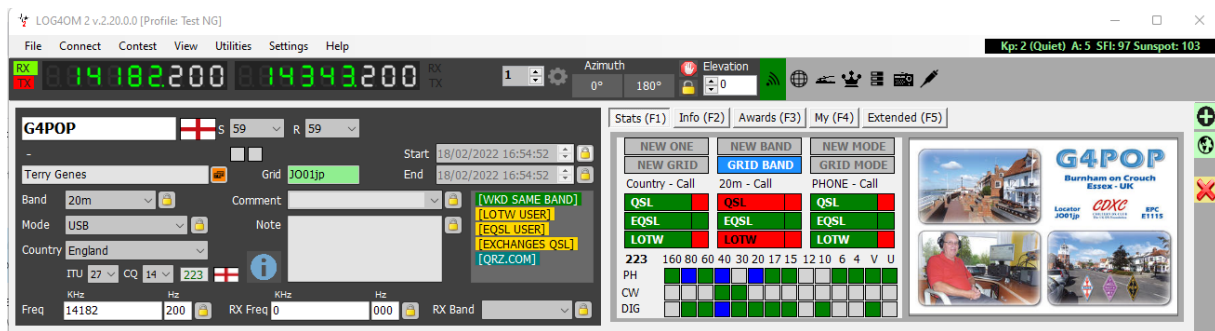 LOG4OM 2 v.2.20.0.0 [Profile: Test NG]
File Connect Contest View Utilities Settings Help
Kp: 2 (Quiet) A: 5 SFI: 97 Sunspot: 103
RX 14182.200 14343.200 RX
TX TX
1
Azimuth
0° 180°
Elevation
0
G4POP S 59 R 59
- Start 18/02/2022 16:54:52
Terry Genes Grid JO01jp End 18/02/2022 16:54:52
Band 20m Comment
Mode USB Note
Country England
ITU 27 CQ 14 223
[WKD SAME BAND]
[LOTW USER]
[EQSL USER]
[EXCHANGES QSL]
[QRZ.COM]
KHz Hz KHz Hz
Freq 14182 200 RX Freq 0 000 RX Band
Stats (F1) Info (F2) Awards (F3) My (F4) Extended (F5)
NEW ONE NEW BAND NEW MODE
NEW GRID GRID BAND GRID MODE
Country - Call 20m - Call PHONE - Call
QSL QSL QSL
EQSL EQSL EQSL
LOTW LOTW LOTW
223 160 80 60 40 30 20 17 15 12 10 6 4 V U
PH
CW
DIG
G4POP
Burnham on Crouch
Essex - UK
Locator
JO01jp
CDXC
EPC
E1115